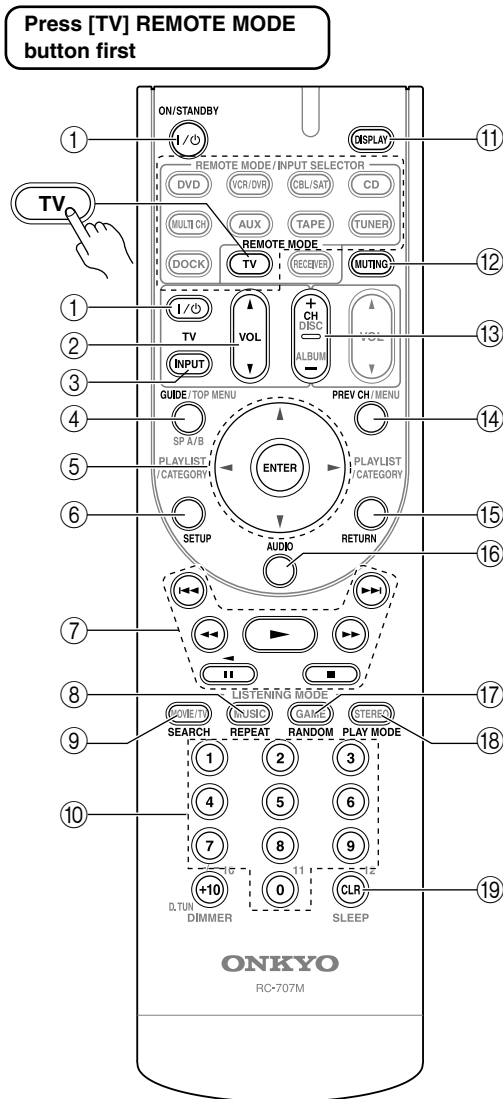 Press [TV] REMOTE MODE
button first
ON/STANDBY
① I/⏻ DISPLAY ⑪
REMOTE MODE/INPUT SELECTOR
DVD VCR/DVR CBL/SAT CD
TV
MULTI CH AUX TAPE TUNER
REMOTE MODE
DOCK TV RECEIVER MUTING ⑫
① I/⏻ + CH
② TV VOL DISC VOL ⑬
③ INPUT ALBUM −
GUIDE/TOP MENU PREV CH/MENU
④ ⑭
SP A/B
PLAYLIST PLAYLIST
⑤ /CATEGORY ENTER /CATEGORY
⑥ ⑮
SETUP AUDIO RETURN
⑯
⑦
⑧ LISTENING MODE ⑰
MOVIE/TV MUSIC GAME STEREO
⑨ SEARCH REPEAT RANDOM PLAY MODE ⑱
1 2 3
⑩ 4 5 6
7 8 9
10 11 12
+10 0 CLR ⑲
D.TUN
DIMMER SLEEP
ONKYO
RC-707M